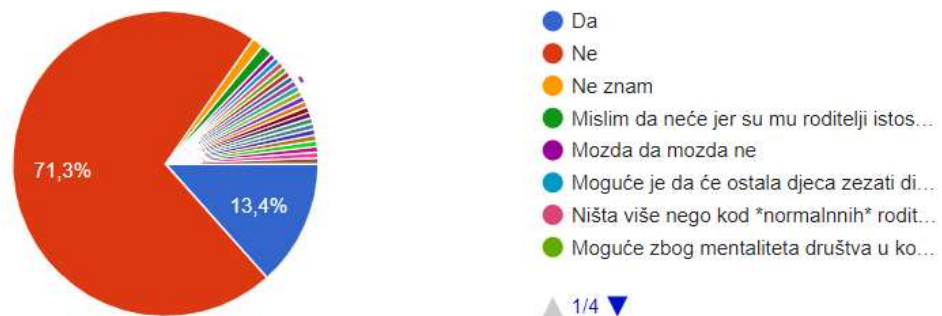 71,3%
13,4%
Da
Ne
Ne znam
Mislim da neće jer su mu roditelji istos...
Mozda da mozda ne
Moguće je da će ostala djeca zezati di...
Ništa više nego kod *normalnnih* rodit...
Moguće zbog mentaliteta društva u ko...
1/4